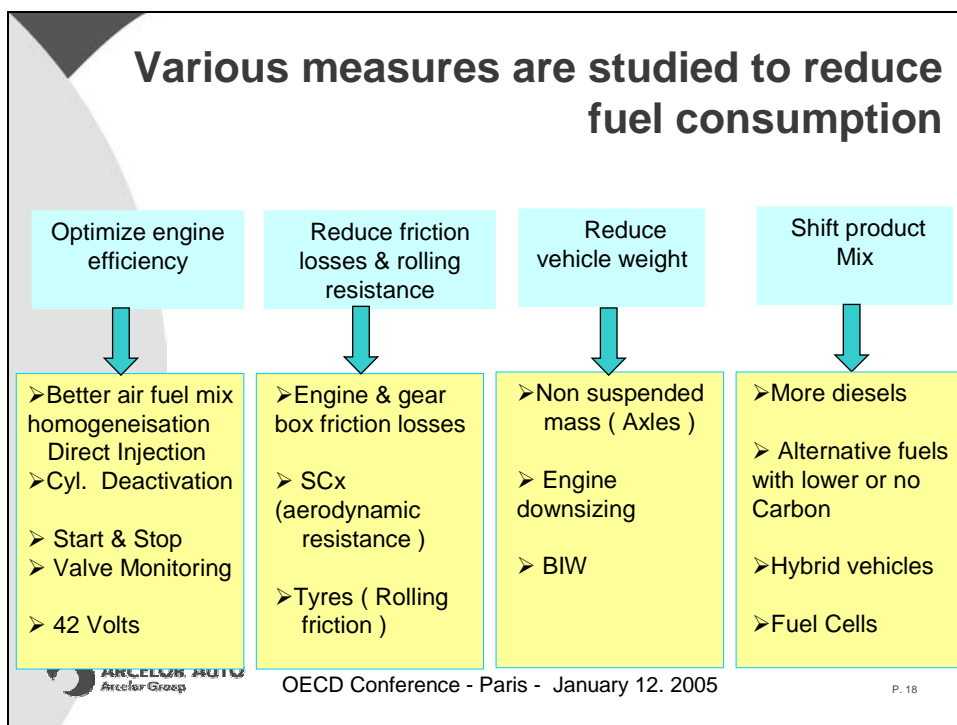 Various measures are studied to reduce
fuel consumption
Optimize engine
efficiency
Reduce friction
losses & rolling
resistance
Reduce
vehicle weight
Shift product
Mix
➢Better air fuel mix
homogeneisation
Direct Injection
➢Cyl. Deactivation
➢ Start & Stop
➢ Valve Monitoring
➢ 42 Volts
➢Engine & gear
box friction losses
➢ SCx
(aerodynamic
resistance )
➢Tyres ( Rolling
friction )
➢Non suspended
mass ( Axles )
➢ Engine
downsizing
➢ BIW
➢More diesels
➢ Alternative fuels
with lower or no
Carbon
➢Hybrid vehicles
➢Fuel Cells
ARCELOR AUTO
Arcelor Group
OECD Conference - Paris - January 12. 2005
P. 18